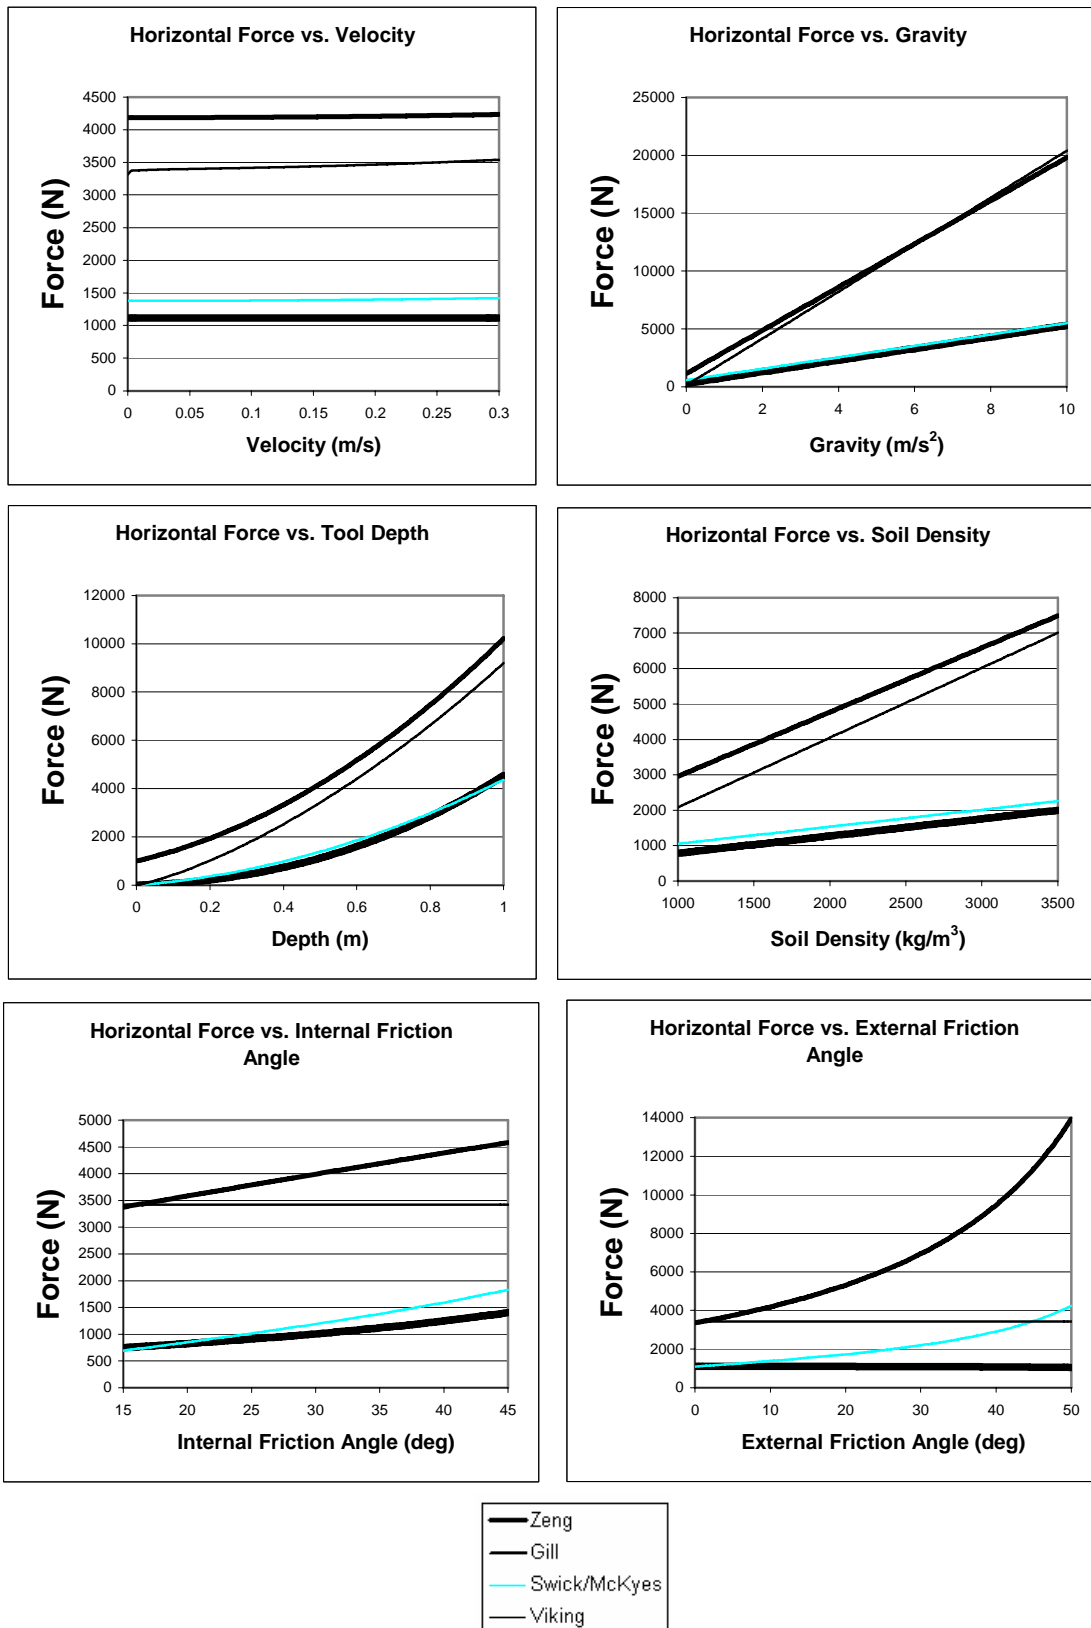 Horizontal Force vs. Velocity
4500
4000
3500
3000
2500
2000
1500
1000
500
0
0 0.05 0.1 0.15 0.2 0.25 0.3
Velocity (m/s)
Force (N)
Horizontal Force vs. Gravity
25000
20000
15000
10000
5000
0
0 2 4 6 8 10
Gravity (m/s²)
Force (N)
Horizontal Force vs. Tool Depth
12000
10000
8000
6000
4000
2000
0
0 0.2 0.4 0.6 0.8 1
Depth (m)
Force (N)
Horizontal Force vs. Soil Density
8000
7000
6000
5000
4000
3000
2000
1000
0
1000 1500 2000 2500 3000 3500
Soil Density (kg/m³)
Force (N)
Horizontal Force vs. Internal Friction
Angle
5000
4500
4000
3500
3000
2500
2000
1500
1000
500
0
15 20 25 30 35 40 45
Internal Friction Angle (deg)
Force (N)
Horizontal Force vs. External Friction
Angle
14000
12000
10000
8000
6000
4000
2000
0
0 10 20 30 40 50
External Friction Angle (deg)
Force (N)
Zeng
Gill
Swick/McKyes
Viking